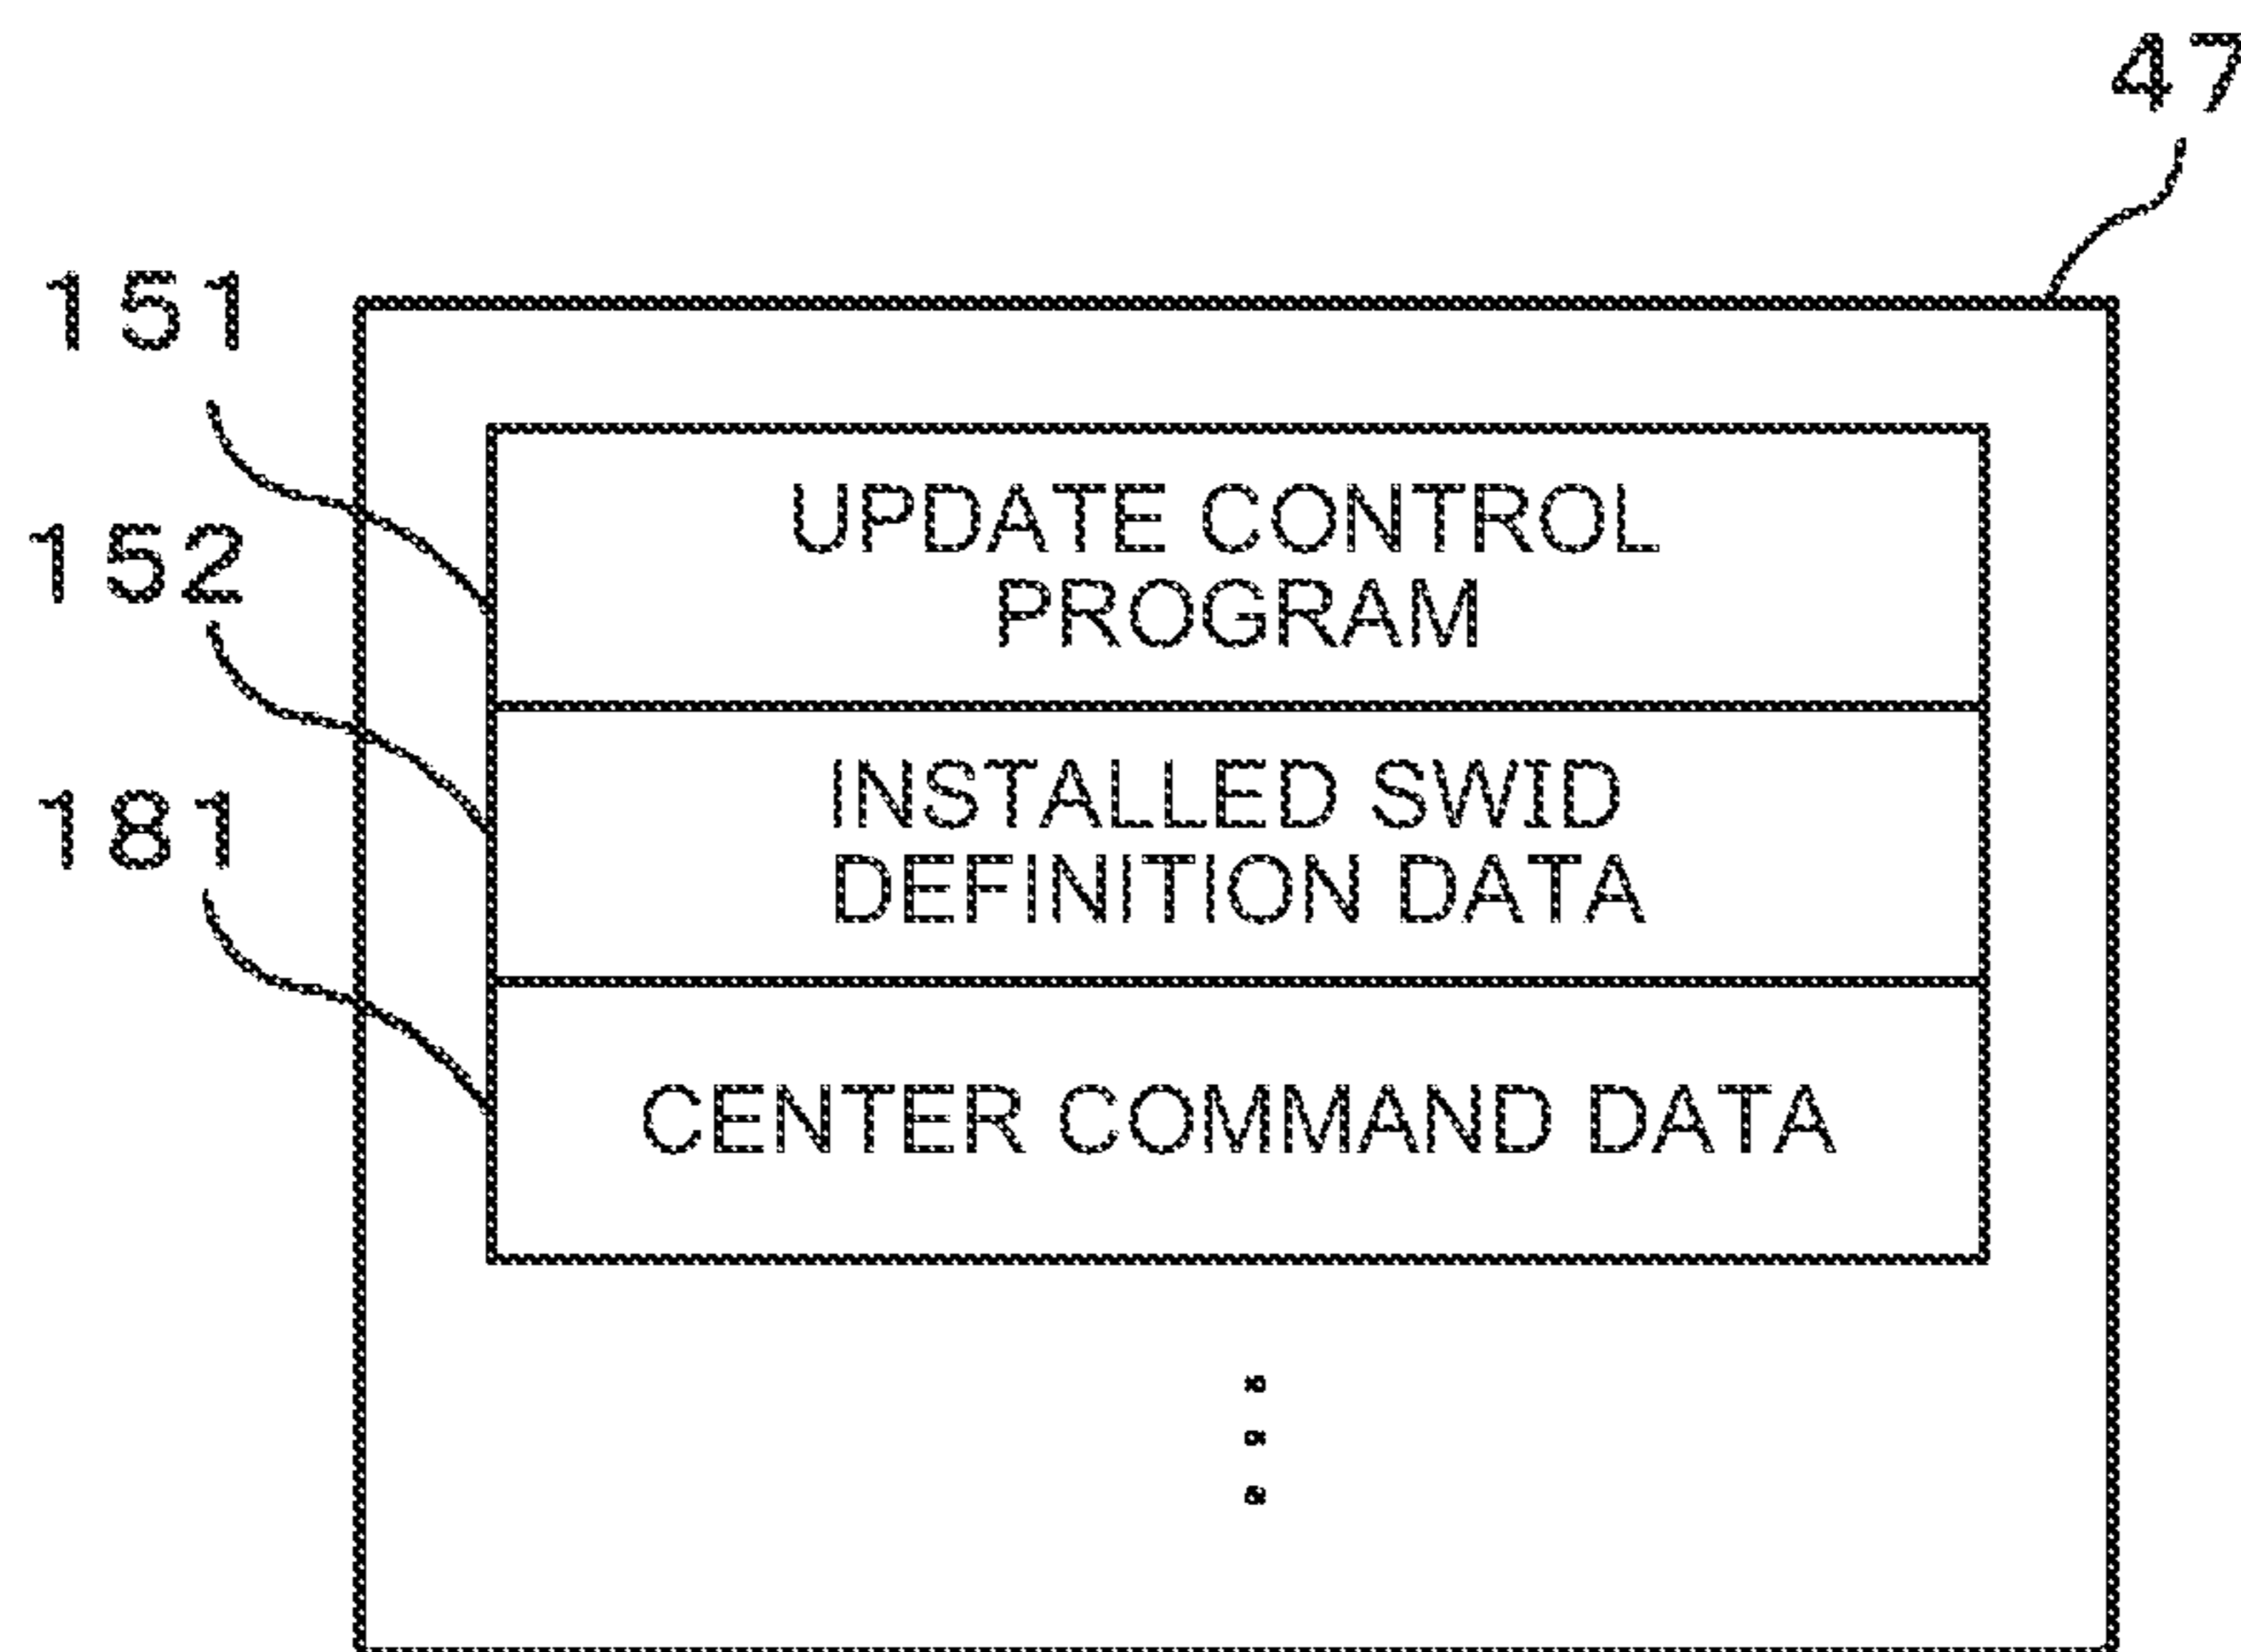 47
151
UPDATE CONTROL
PROGRAM
152
INSTALLED SWID
DEFINITION DATA
181
CENTER COMMAND DATA